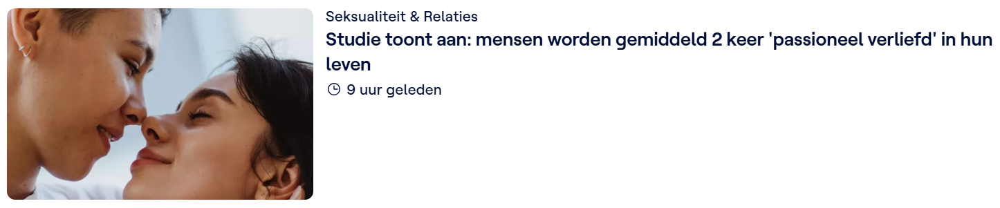 Seksualiteit & Relaties
Studie toont aan: mensen worden gemiddeld 2 keer 'passioneel verliefd' in hun
leven
9 uur geleden